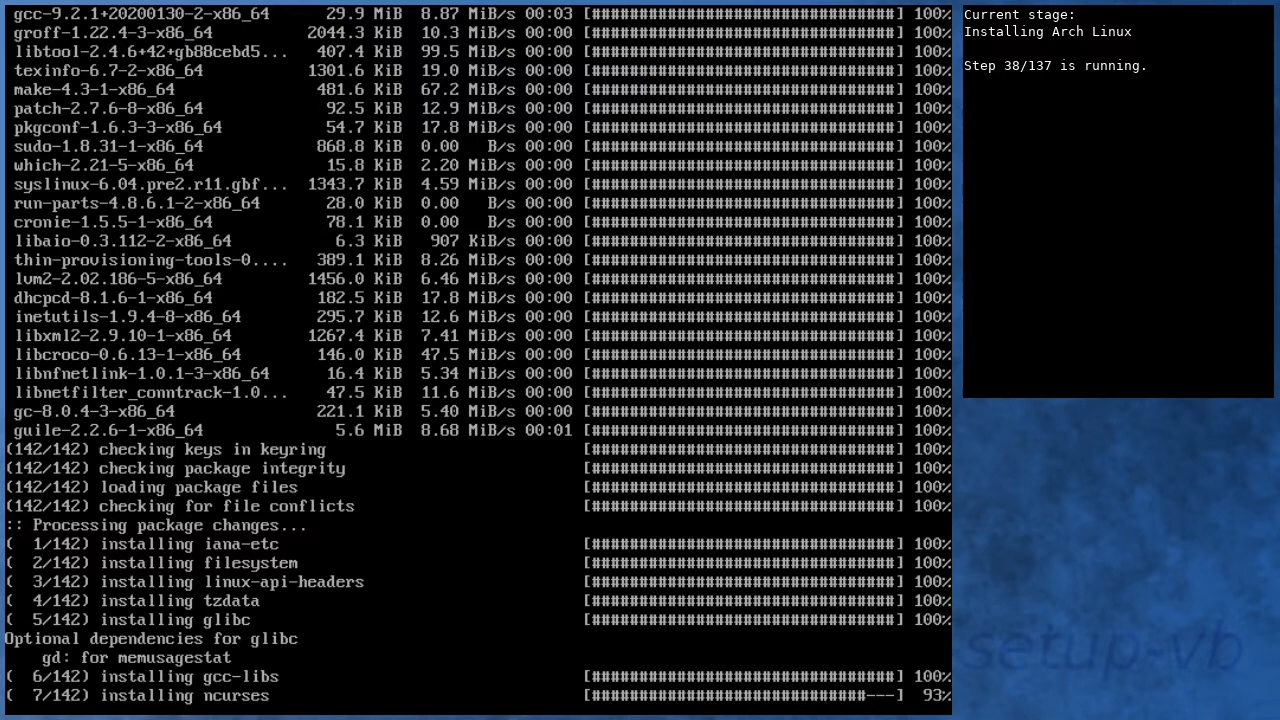 gcc-9.2.1+20200130-2-x86_64 29.9 MiB 8.87 MiB/s 00:03 [################################] 100%
groff-1.22.4-3-x86_64 2044.3 KiB 10.3 MiB/s 00:00 [################################] 100%
libtool-2.4.6+42+gb88cebd5... 407.4 KiB 99.5 MiB/s 00:00 [################################] 100%
texinfo-6.7-2-x86_64 1301.6 KiB 19.0 MiB/s 00:00 [################################] 100%
make-4.3-1-x86_64 481.6 KiB 67.2 MiB/s 00:00 [################################] 100%
patch-2.7.6-8-x86_64 92.5 KiB 12.9 MiB/s 00:00 [################################] 100%
pkgconf-1.6.3-3-x86_64 54.7 KiB 17.8 MiB/s 00:00 [################################] 100%
sudo-1.8.31-1-x86_64 868.8 KiB 0.00 B/s 00:00 [################################] 100%
which-2.21-5-x86_64 15.8 KiB 2.20 MiB/s 00:00 [################################] 100%
syslinux-6.04.pre2.r11.gbf... 1343.7 KiB 4.59 MiB/s 00:00 [################################] 100%
run-parts-4.8.6.1-2-x86_64 28.0 KiB 0.00 B/s 00:00 [################################] 100%
cronie-1.5.5-1-x86_64 78.1 KiB 0.00 B/s 00:00 [################################] 100%
libaio-0.3.112-2-x86_64 6.3 KiB 907 KiB/s 00:00 [################################] 100%
thin-provisioning-tools-0.... 389.1 KiB 8.26 MiB/s 00:00 [################################] 100%
lvm2-2.02.186-5-x86_64 1456.0 KiB 6.46 MiB/s 00:00 [################################] 100%
dhcpcd-8.1.6-1-x86_64 182.5 KiB 17.8 MiB/s 00:00 [################################] 100%
inetutils-1.9.4-8-x86_64 295.7 KiB 12.6 MiB/s 00:00 [################################] 100%
libxml2-2.9.10-1-x86_64 1267.4 KiB 7.41 MiB/s 00:00 [################################] 100%
libcroco-0.6.13-1-x86_64 146.0 KiB 47.5 MiB/s 00:00 [################################] 100%
libnfnetlink-1.0.1-3-x86_64 16.4 KiB 5.34 MiB/s 00:00 [################################] 100%
libnetfilter_conntrack-1.0... 47.5 KiB 11.6 MiB/s 00:00 [################################] 100%
gc-8.0.4-3-x86_64 221.1 KiB 5.40 MiB/s 00:00 [################################] 100%
guile-2.2.6-1-x86_64 5.6 MiB 8.68 MiB/s 00:01 [################################] 100%
(142/142) checking keys in keyring [################################] 100%
(142/142) checking package integrity [################################] 100%
(142/142) loading package files [################################] 100%
(142/142) checking for file conflicts [################################] 100%
:: Processing package changes...
( 1/142) installing iana-etc [################################] 100%
( 2/142) installing filesystem [################################] 100%
( 3/142) installing linux-api-headers [################################] 100%
( 4/142) installing tzdata [################################] 100%
( 5/142) installing glibc [################################] 100%
Optional dependencies for glibc
gd: for memusagestat
( 6/142) installing gcc-libs [################################] 100%
( 7/142) installing ncurses [#############################---] 93%
Current stage:
Installing Arch Linux
Step 38/137 is running.
setup-vb